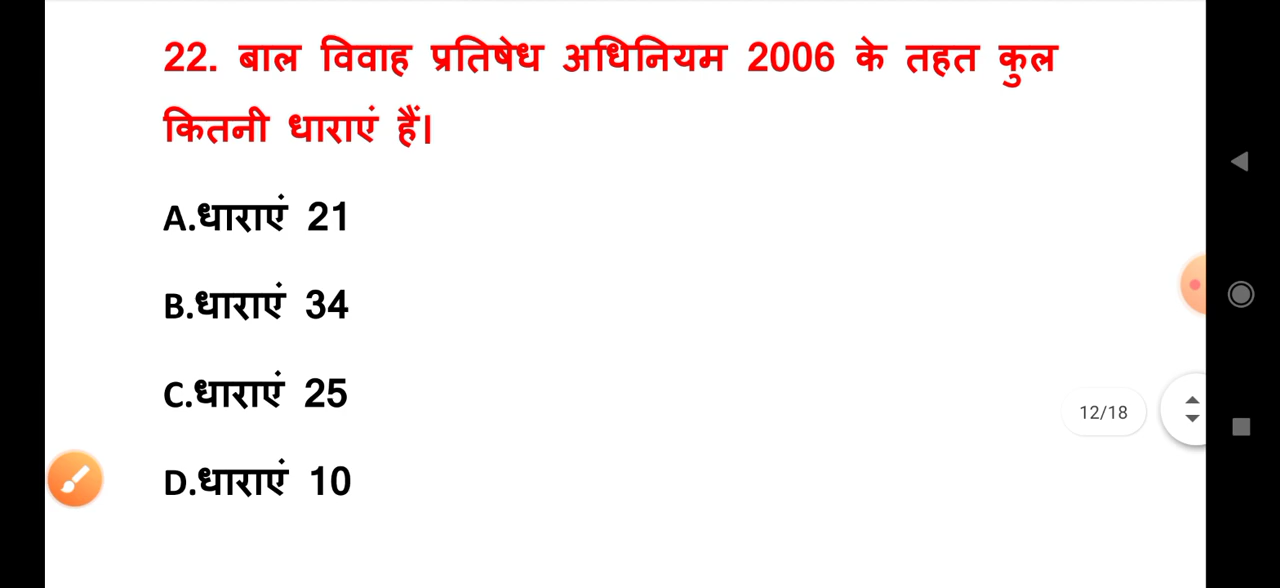 22. बाल विवाह प्रतिषेध अधिनियम 2006 के तहत कुल
कितनी धाराएं हैं।
A.धाराएं 21
B.धाराएं 34
C.धाराएं 25
12/18
D.धाराएं 10